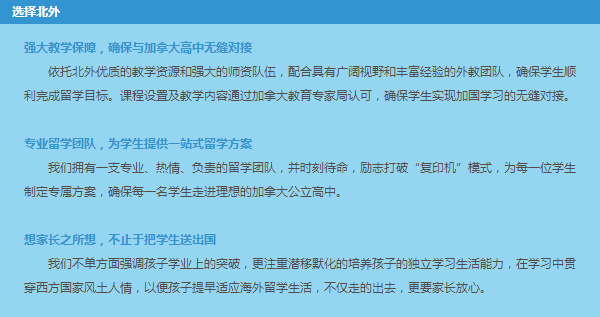 选择北外
强大教学保障，确保与加拿大高中无缝对接
依托北外优质的教学资源和强大的师资队伍，配合具有广阔视野和丰富经验的外教团队，确保学生顺
利完成留学目标。课程设置及教学内容通过加拿大教育专家局认可，确保学生实现加国学习的无缝对接。
专业留学团队，为学生提供一站式留学方案
我们拥有一支专业、热情、负责的留学团队，并时刻待命，励志打破“复印机”模式，为每一位学生
制定专属方案，确保每一名学生走进理想的加拿大公立高中。
想家长之所想，不止于把学生送出国
我们不单方面强调孩子学业上的突破，更注重潜移默化的培养孩子的独立学习生活能力，在学习中贯
穿西方国家风土人情，以便孩子提早适应海外留学生活，不仅走的出去，更要家长放心。